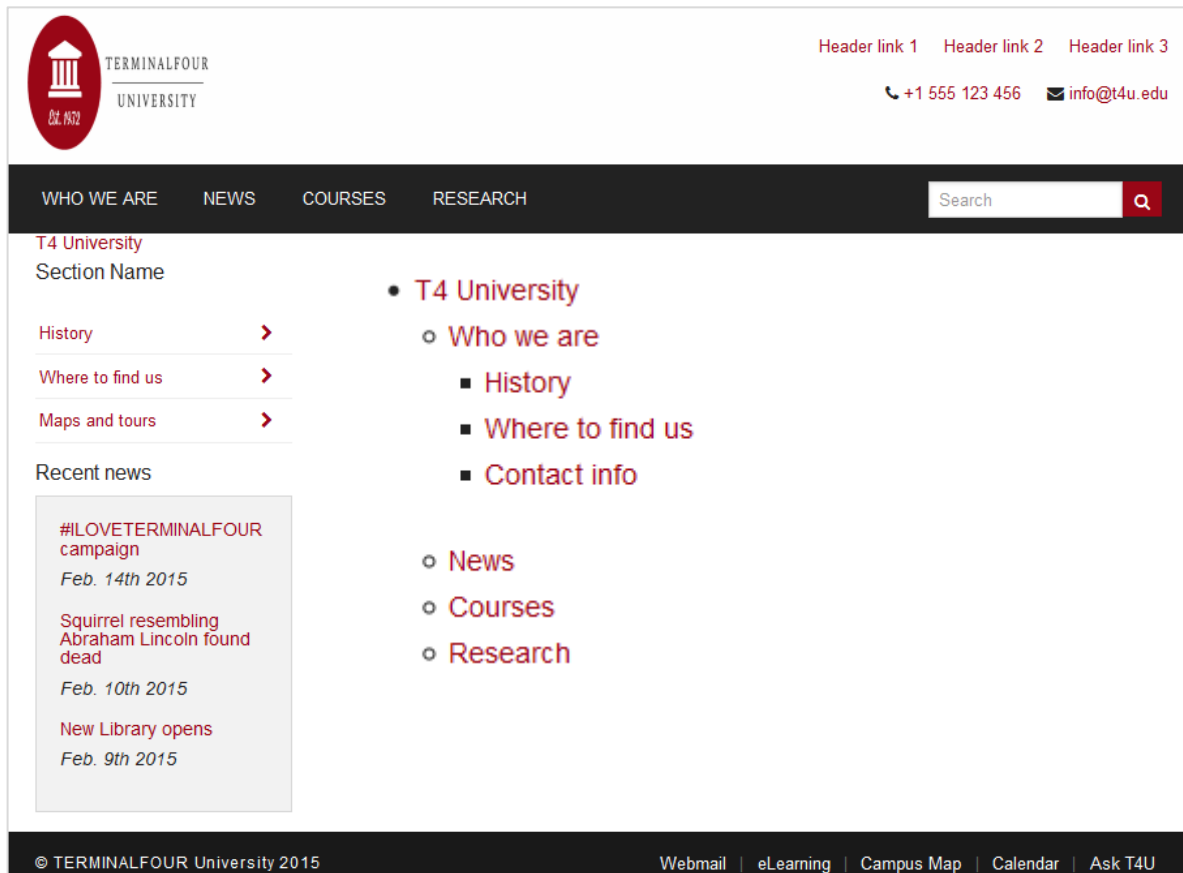 TERMINALFOUR
UNIVERSITY
Est. 1932
Header link 1 Header link 2 Header link 3
+1 555 123 456 info@t4u.edu
WHO WE ARE NEWS COURSES RESEARCH Search
T4 University
Section Name
History
Where to find us
Maps and tours
Recent news
#ILOVETERMINALFOUR
campaign
Feb. 14th 2015
Squirrel resembling
Abraham Lincoln found
dead
Feb. 10th 2015
New Library opens
Feb. 9th 2015
T4 University
Who we are
History
Where to find us
Contact info
News
Courses
Research
© TERMINALFOUR University 2015 Webmail | eLearning | Campus Map | Calendar | Ask T4U